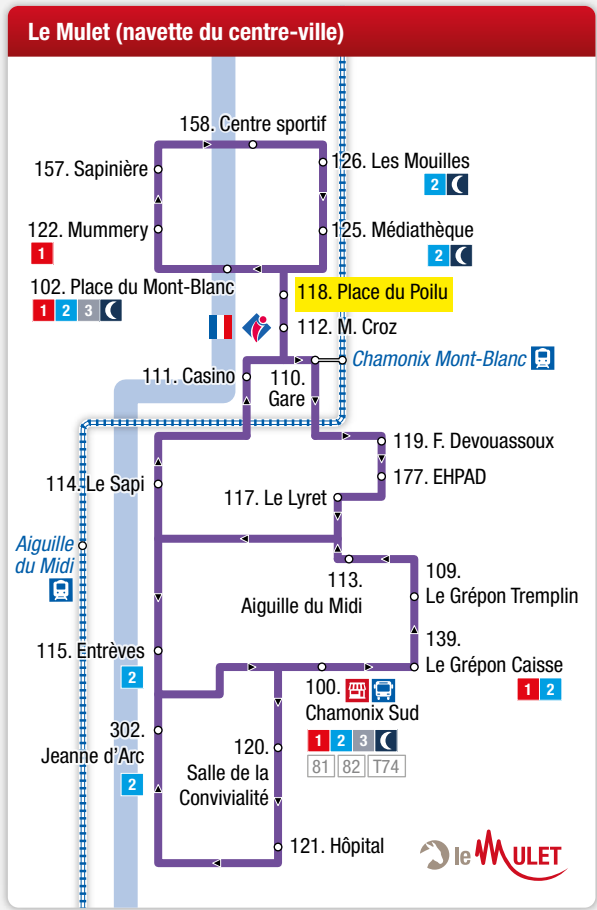 Le Mulet (navette du centre-ville)
158. Centre sportif
157. Sapinière
126. Les Mouilles
2
122. Mummery
1
125. Médiathèque
2
102. Place du Mont-Blanc
1 2 3
118. Place du Poilu
112. M. Croz
Chamonix Mont-Blanc
111. Casino
110.
Gare
119. F. Devouassoux
177. EHPAD
114. Le Sapi
117. Le Lyret
Aiguille
du Midi
113.
Aiguille du Midi
109.
Le Grépon Tremplin
115. Entrèves
2
139.
Le Grépon Caisse
1 2
100.
Chamonix Sud
1 2 3
81 82 T74
302.
Jeanne d'Arc
2
120.
Salle de la
Convivialité
121. Hôpital
le MULET